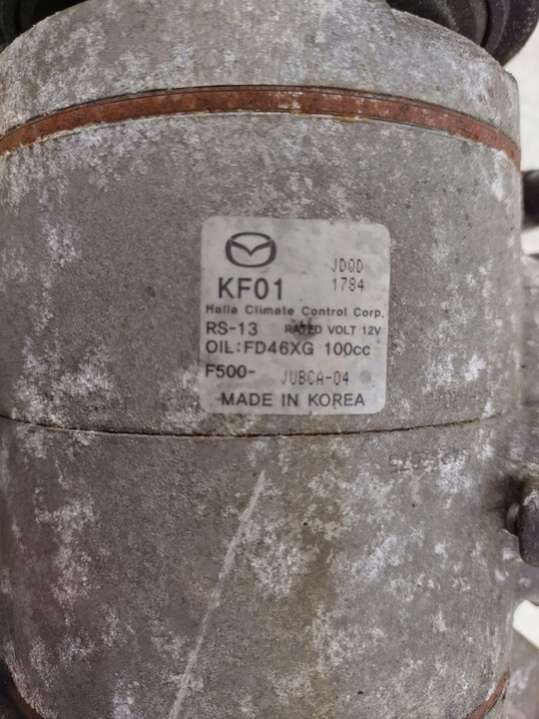 JDQD
KF01 1784
Halla Climate Control Corp.
RS-13 RATED VOLT 12V
OIL:FD46XG 100cc
F500- JUBCA-04
MADE IN KOREA